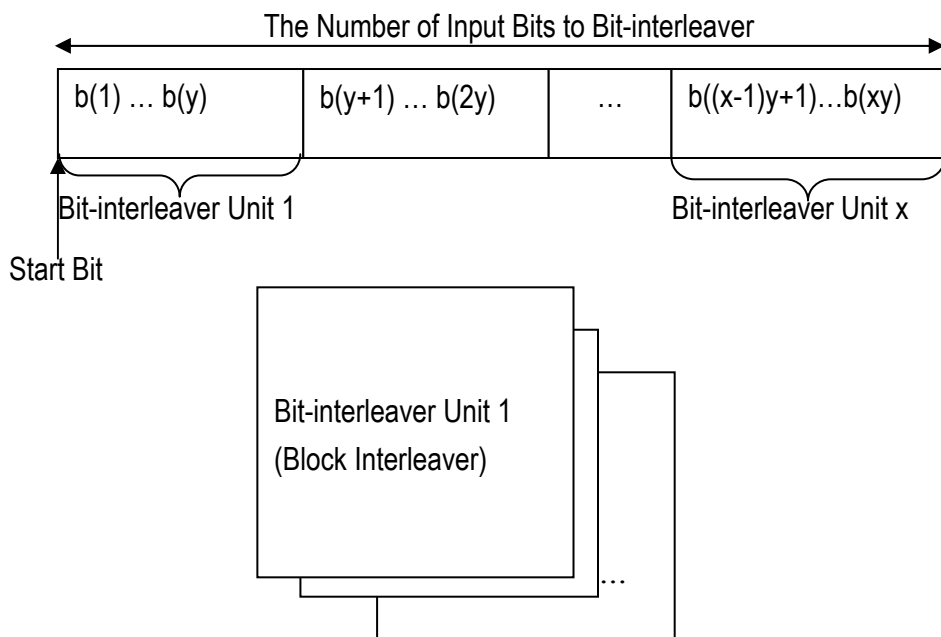 The Number of Input Bits to Bit-interleaver
b(1) … b(y) b(y+1) … b(2y) … b((x-1)y+1)…b(xy)
Bit-interleaver Unit 1 Bit-interleaver Unit x
Start Bit
Bit-interleaver Unit 1
(Block Interleaver)
…